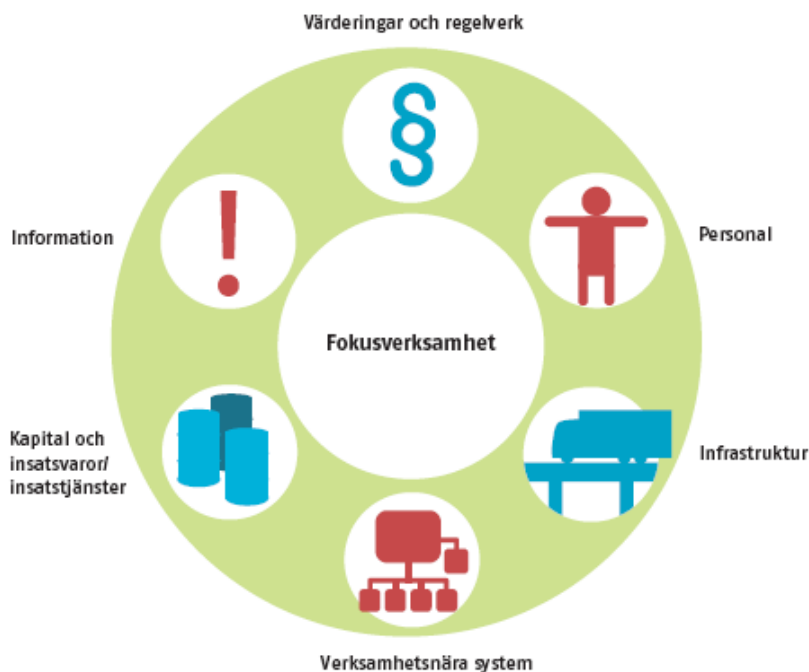 Värderingar och regelverk
Information
Personal
Fokusverksamhet
Kapital och
insatsvaror/
insatstjänster
Infrastruktur
Verksamhetsnära system